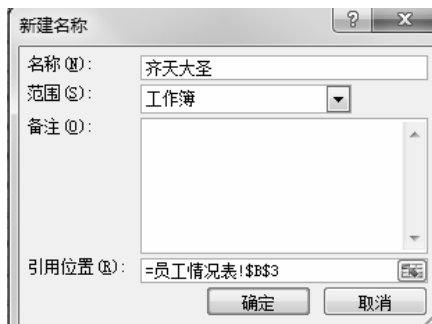 新建名称
名称(N): 齐天大圣
范围(S): 工作簿
备注(O):
引用位置(R): =员工情况表!$B$3
确定 取消